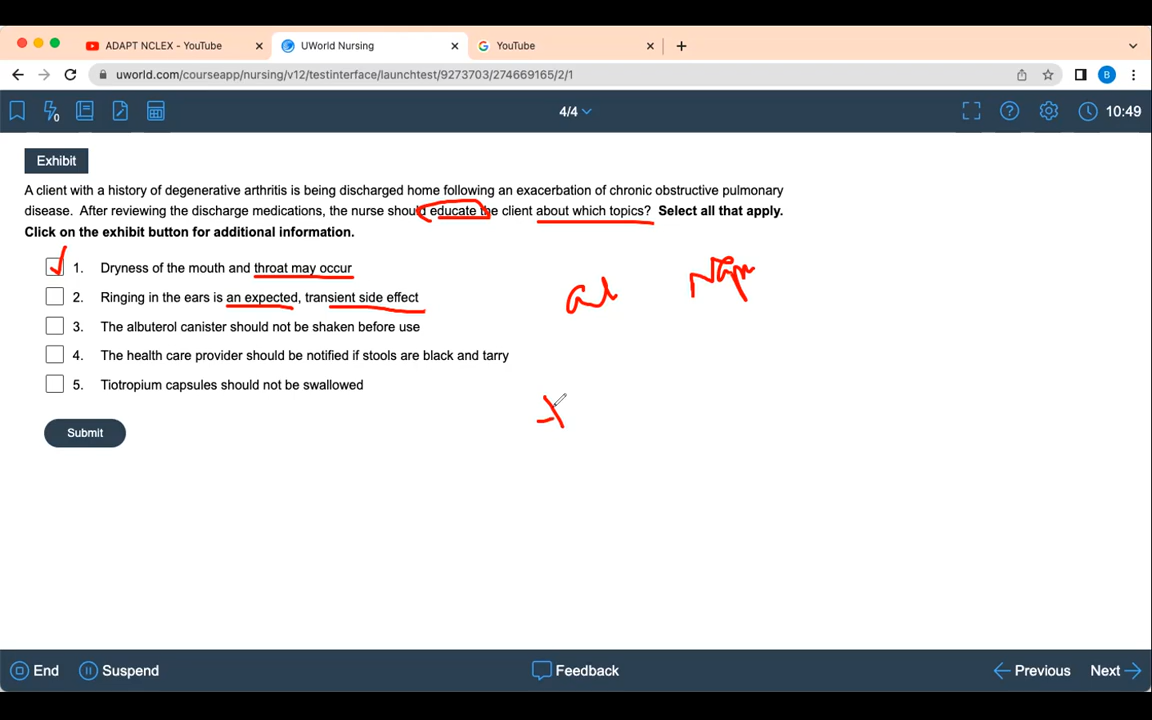 ADAPT NCLEX - YouTube
UWorld Nursing
YouTube
uworld.com/courseapp/nursing/v12/testinterface/launchtest/9273703/274669165/2/1
B
0
4/4
10:49
Exhibit
A client with a history of degenerative arthritis is being discharged home following an exacerbation of chronic obstructive pulmonary
disease. After reviewing the discharge medications, the nurse should educate the client about which topics? Select all that apply.
Click on the exhibit button for additional information.
1. Dryness of the mouth and throat may occur
2. Ringing in the ears is an expected, transient side effect
3. The albuterol canister should not be shaken before use
4. The health care provider should be notified if stools are black and tarry
5. Tiotropium capsules should not be swallowed
Submit
End
Suspend
Feedback
Previous
Next